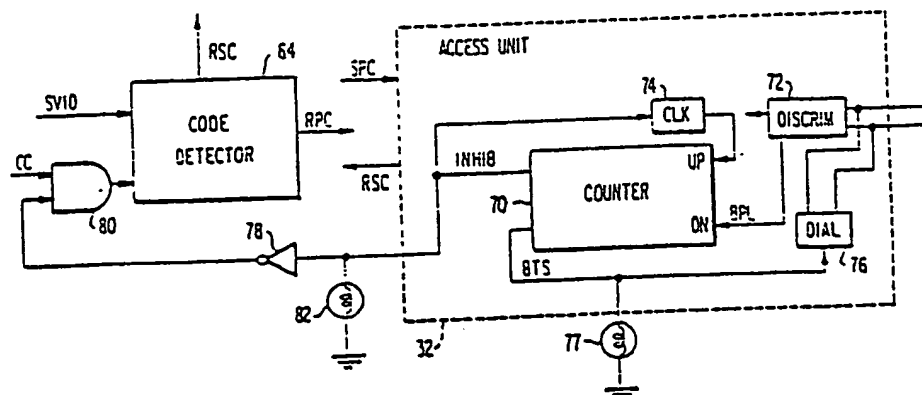 RSC
64
SVID
CODE
DETECTOR
RPC
CC
80
78
82
SPC
RSC
ACCESS UNIT
74
CLK
72
DISCRIM
INHIB
UP
70
COUNTER
DN
BPL
DIAL
76
BTS
32
77